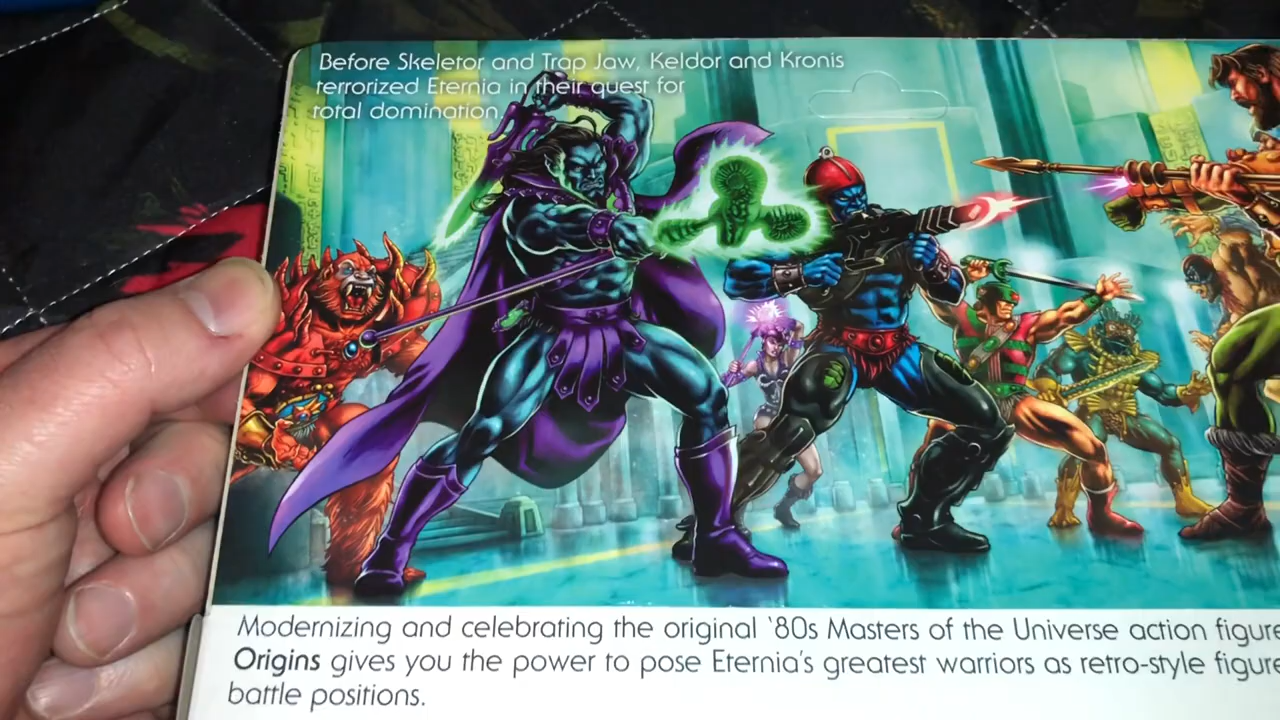 Before Skeletor and Trap Jaw, Keldor and Kronis
terrorized Eternia in their quest for
total domination.
Modernizing and celebrating the original '80s Masters of the Universe action figure
Origins gives you the power to pose Eternia's greatest warriors as retro-style figure
battle positions.